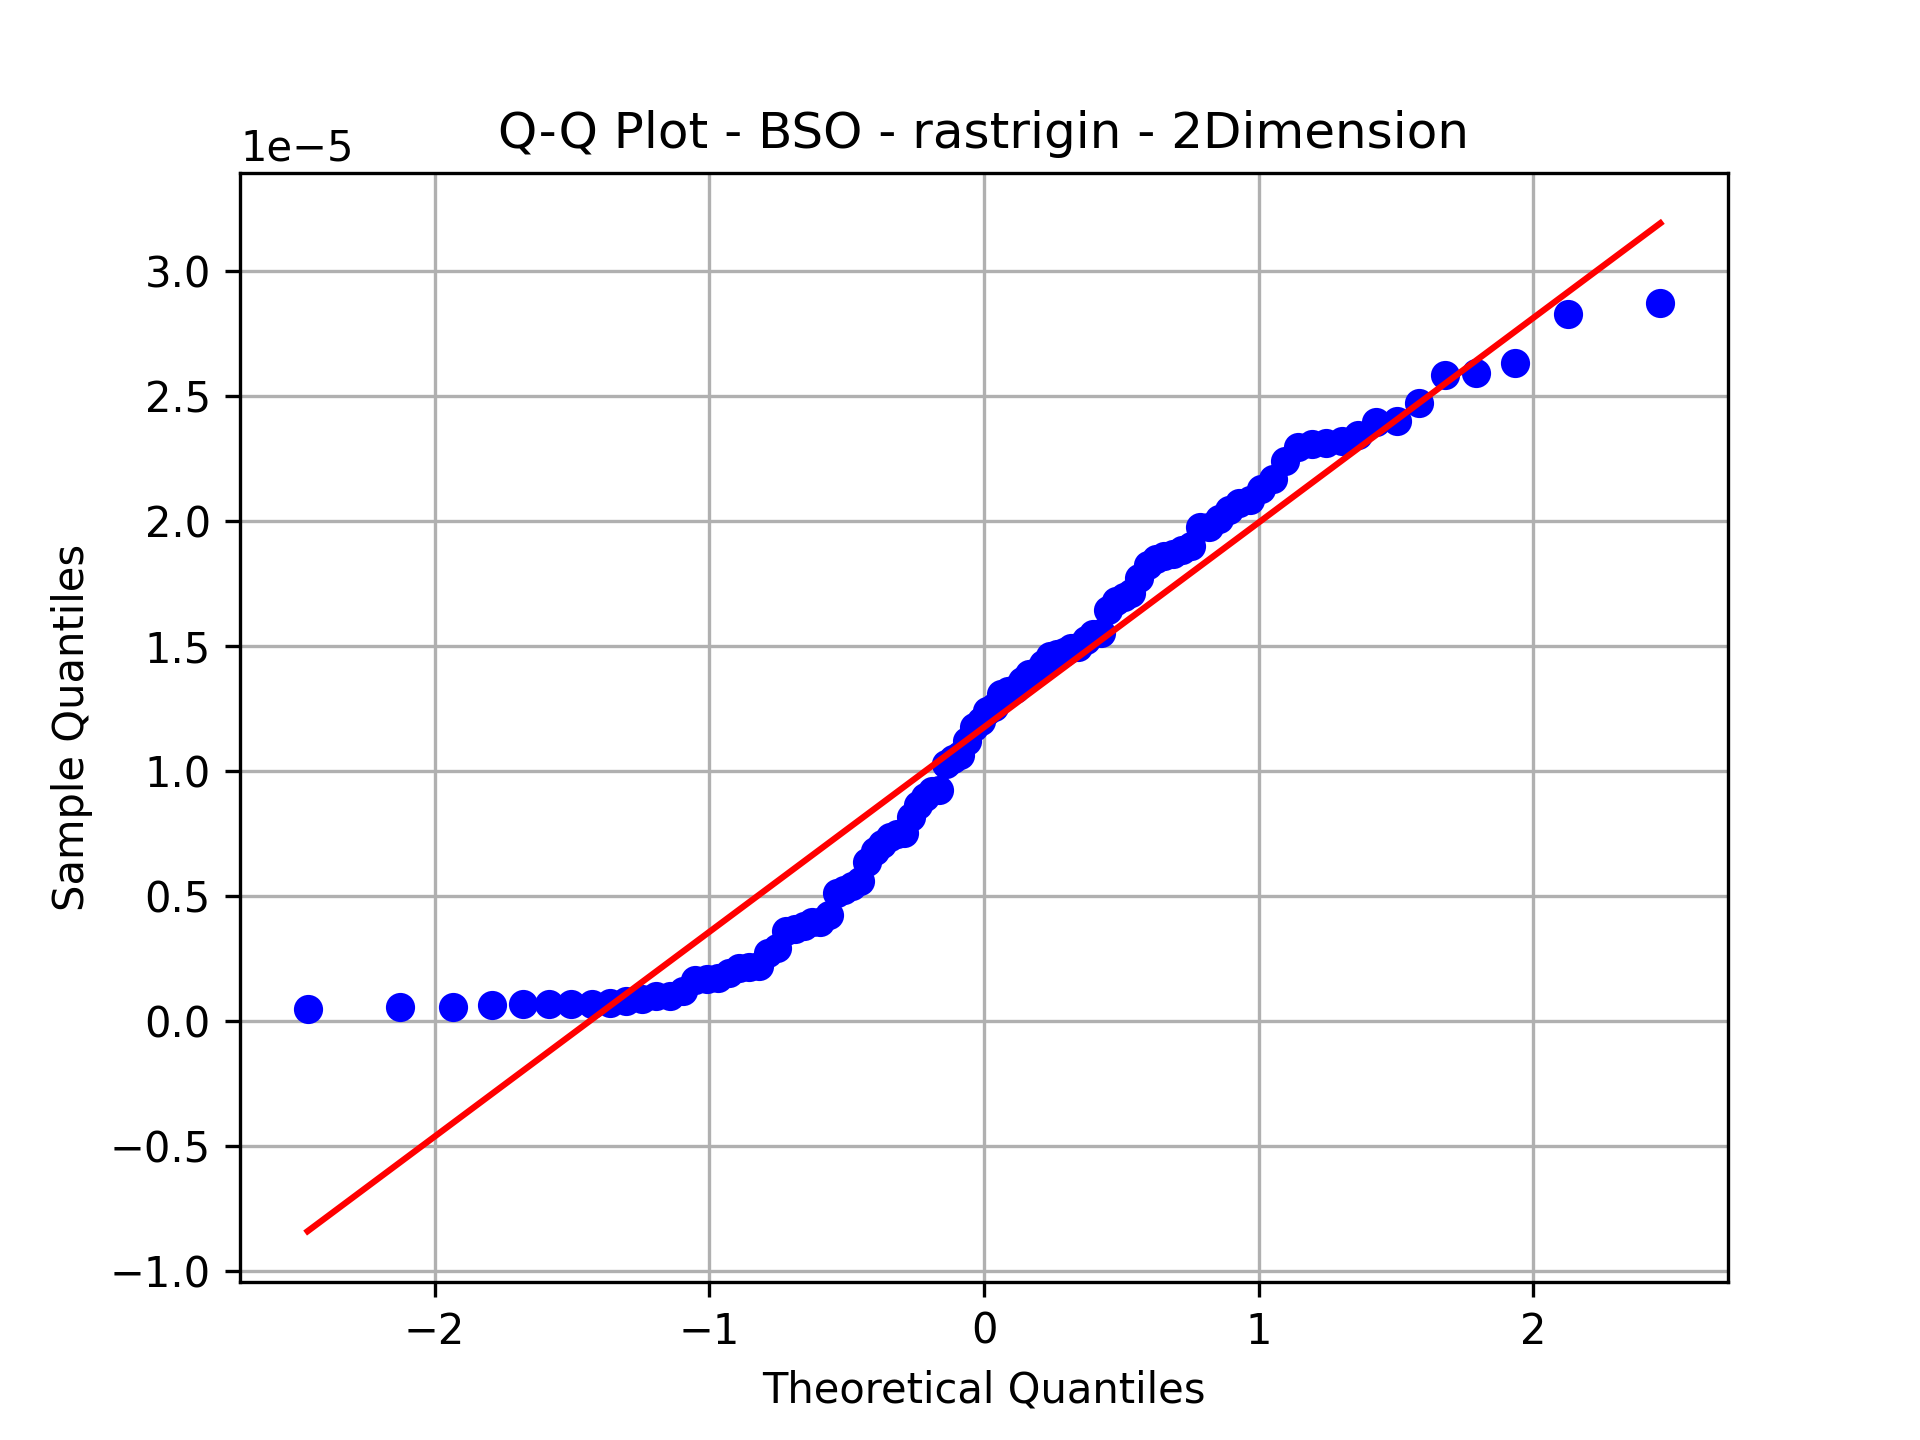 Q-Q Plot - BSO - rastrigin - 2Dimension
1e−5
3.0
2.5
2.0
1.5
1.0
0.5
0.0
−0.5
−1.0
Sample Quantiles
−2 −1 0 1 2
Theoretical Quantiles